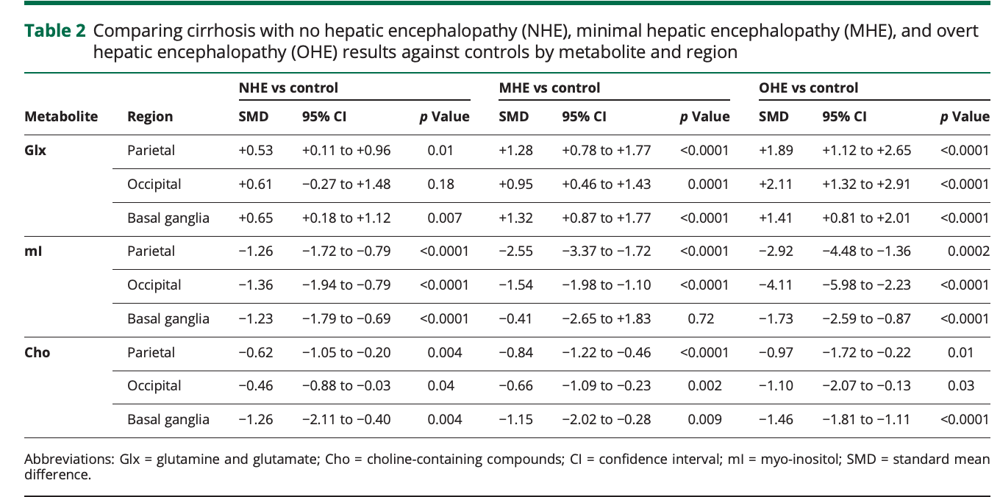 Table 2 Comparing cirrhosis with no hepatic encephalopathy (NHE), minimal hepatic encephalopathy (MHE), and overt
hepatic encephalopathy (OHE) results against controls by metabolite and region
NHE vs control MHE vs control OHE vs control
Metabolite Region SMD 95% CI p Value SMD 95% CI p Value SMD 95% CI p Value
Glx Parietal +0.53 +0.11 to +0.96 0.01 +1.28 +0.78 to +1.77 <0.0001 +1.89 +1.12 to +2.65 <0.0001
Occipital +0.61 −0.27 to +1.48 0.18 +0.95 +0.46 to +1.43 0.0001 +2.11 +1.32 to +2.91 <0.0001
Basal ganglia +0.65 +0.18 to +1.12 0.007 +1.32 +0.87 to +1.77 <0.0001 +1.41 +0.81 to +2.01 <0.0001
mI Parietal −1.26 −1.72 to −0.79 <0.0001 −2.55 −3.37 to −1.72 <0.0001 −2.92 −4.48 to −1.36 0.0002
Occipital −1.36 −1.94 to −0.79 <0.0001 −1.54 −1.98 to −1.10 <0.0001 −4.11 −5.98 to −2.23 <0.0001
Basal ganglia −1.23 −1.79 to −0.69 <0.0001 −0.41 −2.65 to +1.83 0.72 −1.73 −2.59 to −0.87 <0.0001
Cho Parietal −0.62 −1.05 to −0.20 0.004 −0.84 −1.22 to −0.46 <0.0001 −0.97 −1.72 to −0.22 0.01
Occipital −0.46 −0.88 to −0.03 0.04 −0.66 −1.09 to −0.23 0.002 −1.10 −2.07 to −0.13 0.03
Basal ganglia −1.26 −2.11 to −0.40 0.004 −1.15 −2.02 to −0.28 0.009 −1.46 −1.81 to −1.11 <0.0001
Abbreviations: Glx = glutamine and glutamate; Cho = choline-containing compounds; CI = confidence interval; mI = myo-inositol; SMD = standard mean
difference.